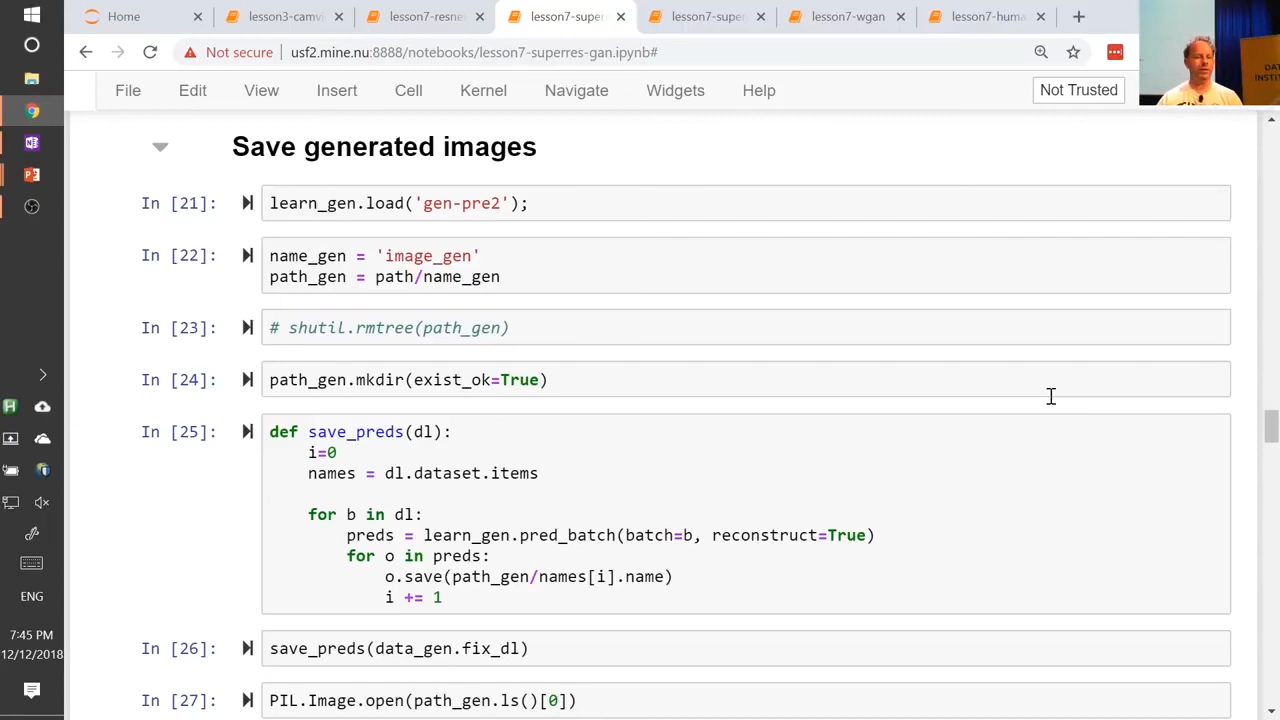 Home
lesson3-camvi
lesson7-resne
lesson7-super
lesson7-supe
lesson7-wgan
lesson7-huma
Not secure
usf2.mine.nu:8888/notebooks/lesson7-superres-gan.ipynb#
File
Edit
View
Insert
Cell
Kernel
Navigate
Widgets
Help
Not Trusted
DA
INSTIT
Save generated images
In [21]:
learn_gen.load('gen-pre2');
In [22]:
name_gen = 'image_gen'
path_gen = path/name_gen
In [23]:
# shutil.rmtree(path_gen)
In [24]:
path_gen.mkdir(exist_ok=True)
In [25]:
def save_preds(dl):
i=0
names = dl.dataset.items
for b in dl:
preds = learn_gen.pred_batch(batch=b, reconstruct=True)
for o in preds:
o.save(path_gen/names[i].name)
i += 1
In [26]:
save_preds(data_gen.fix_dl)
In [27]:
PIL.Image.open(path_gen.ls()[0])
ENG
7:45 PM
12/12/2018